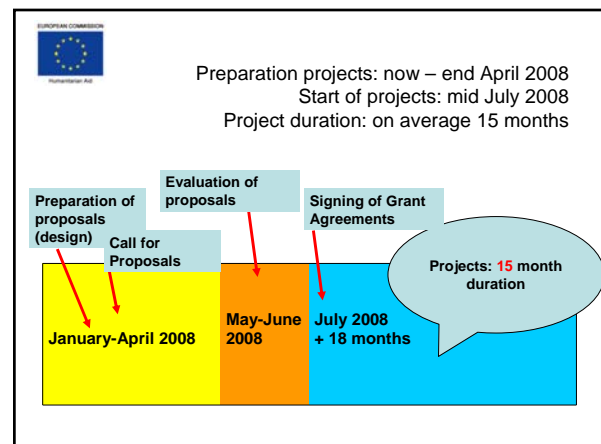 EUROPEAN COMMISSION
Humanitarian Aid
Preparation projects: now – end April 2008
Start of projects: mid July 2008
Project duration: on average 15 months
Preparation of
proposals
(design)
Call for
Proposals
Evaluation of
proposals
Signing of Grant
Agreements
Projects: 15 month
duration
January-April 2008
May-June
2008
July 2008
+ 18 months